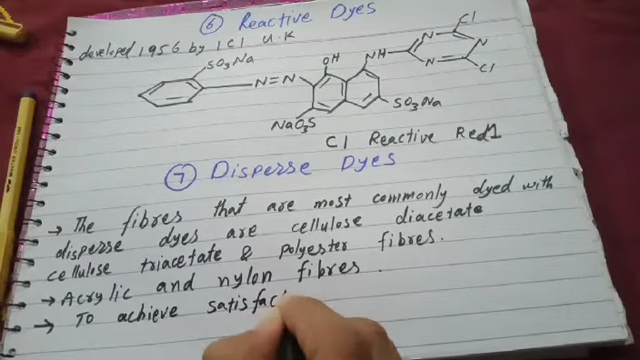 ⑥ Reactive Dyes
developed 1956 by ICI U.K
SO3Na
N=N
OH
NH
N
N
N
Cl
Cl
NaO3S
SO3Na
CI Reactive Red1
⑦ Disperse Dyes
→ The fibres that are most commonly dyed with
disperse dyes are cellulose diacetate
cellulose triacetate & polyester fibres.
→ Acrylic and nylon fibres.
→ To achieve satisfac